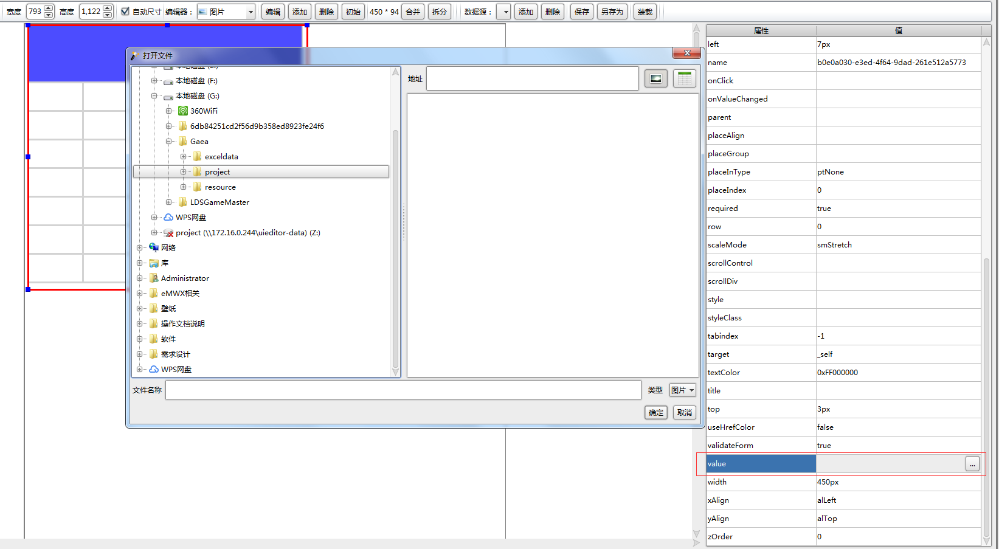 宽度 793 高度 1,122 自动尺寸 编辑器： 图片 编辑 添加 删除 初始 450 * 94 合并 拆分 数据源： 添加 删除 保存 另存为 装载
打开文件
本地磁盘 (F:)
本地磁盘 (G:)
360WiFi
6db84251cd2f56d9b358ed8923fe24f6
Gaea
exceldata
project
resource
LDSGameMaster
WPS网盘
project (\\172.16.0.244\uieditor-data) (Z:)
网络
库
Administrator
eMWX相关
壁纸
操作文档说明
软件
需求设计
WPS网盘
地址
文件名称
类型 图片
确定 取消
属性 值
left 7px
name b0e0a030-e3ed-4f64-9dad-261e512a5773
onClick
onValueChanged
parent
placeAlign
placeGroup
placeInType ptNone
placeIndex 0
required true
row 0
scaleMode smStretch
scrollControl
scrollDiv
style
styleClass
tabindex -1
target _self
textColor 0xFF000000
title
top 3px
useHrefColor false
validateForm true
value ...
width 450px
xAlign alLeft
yAlign alTop
zOrder 0